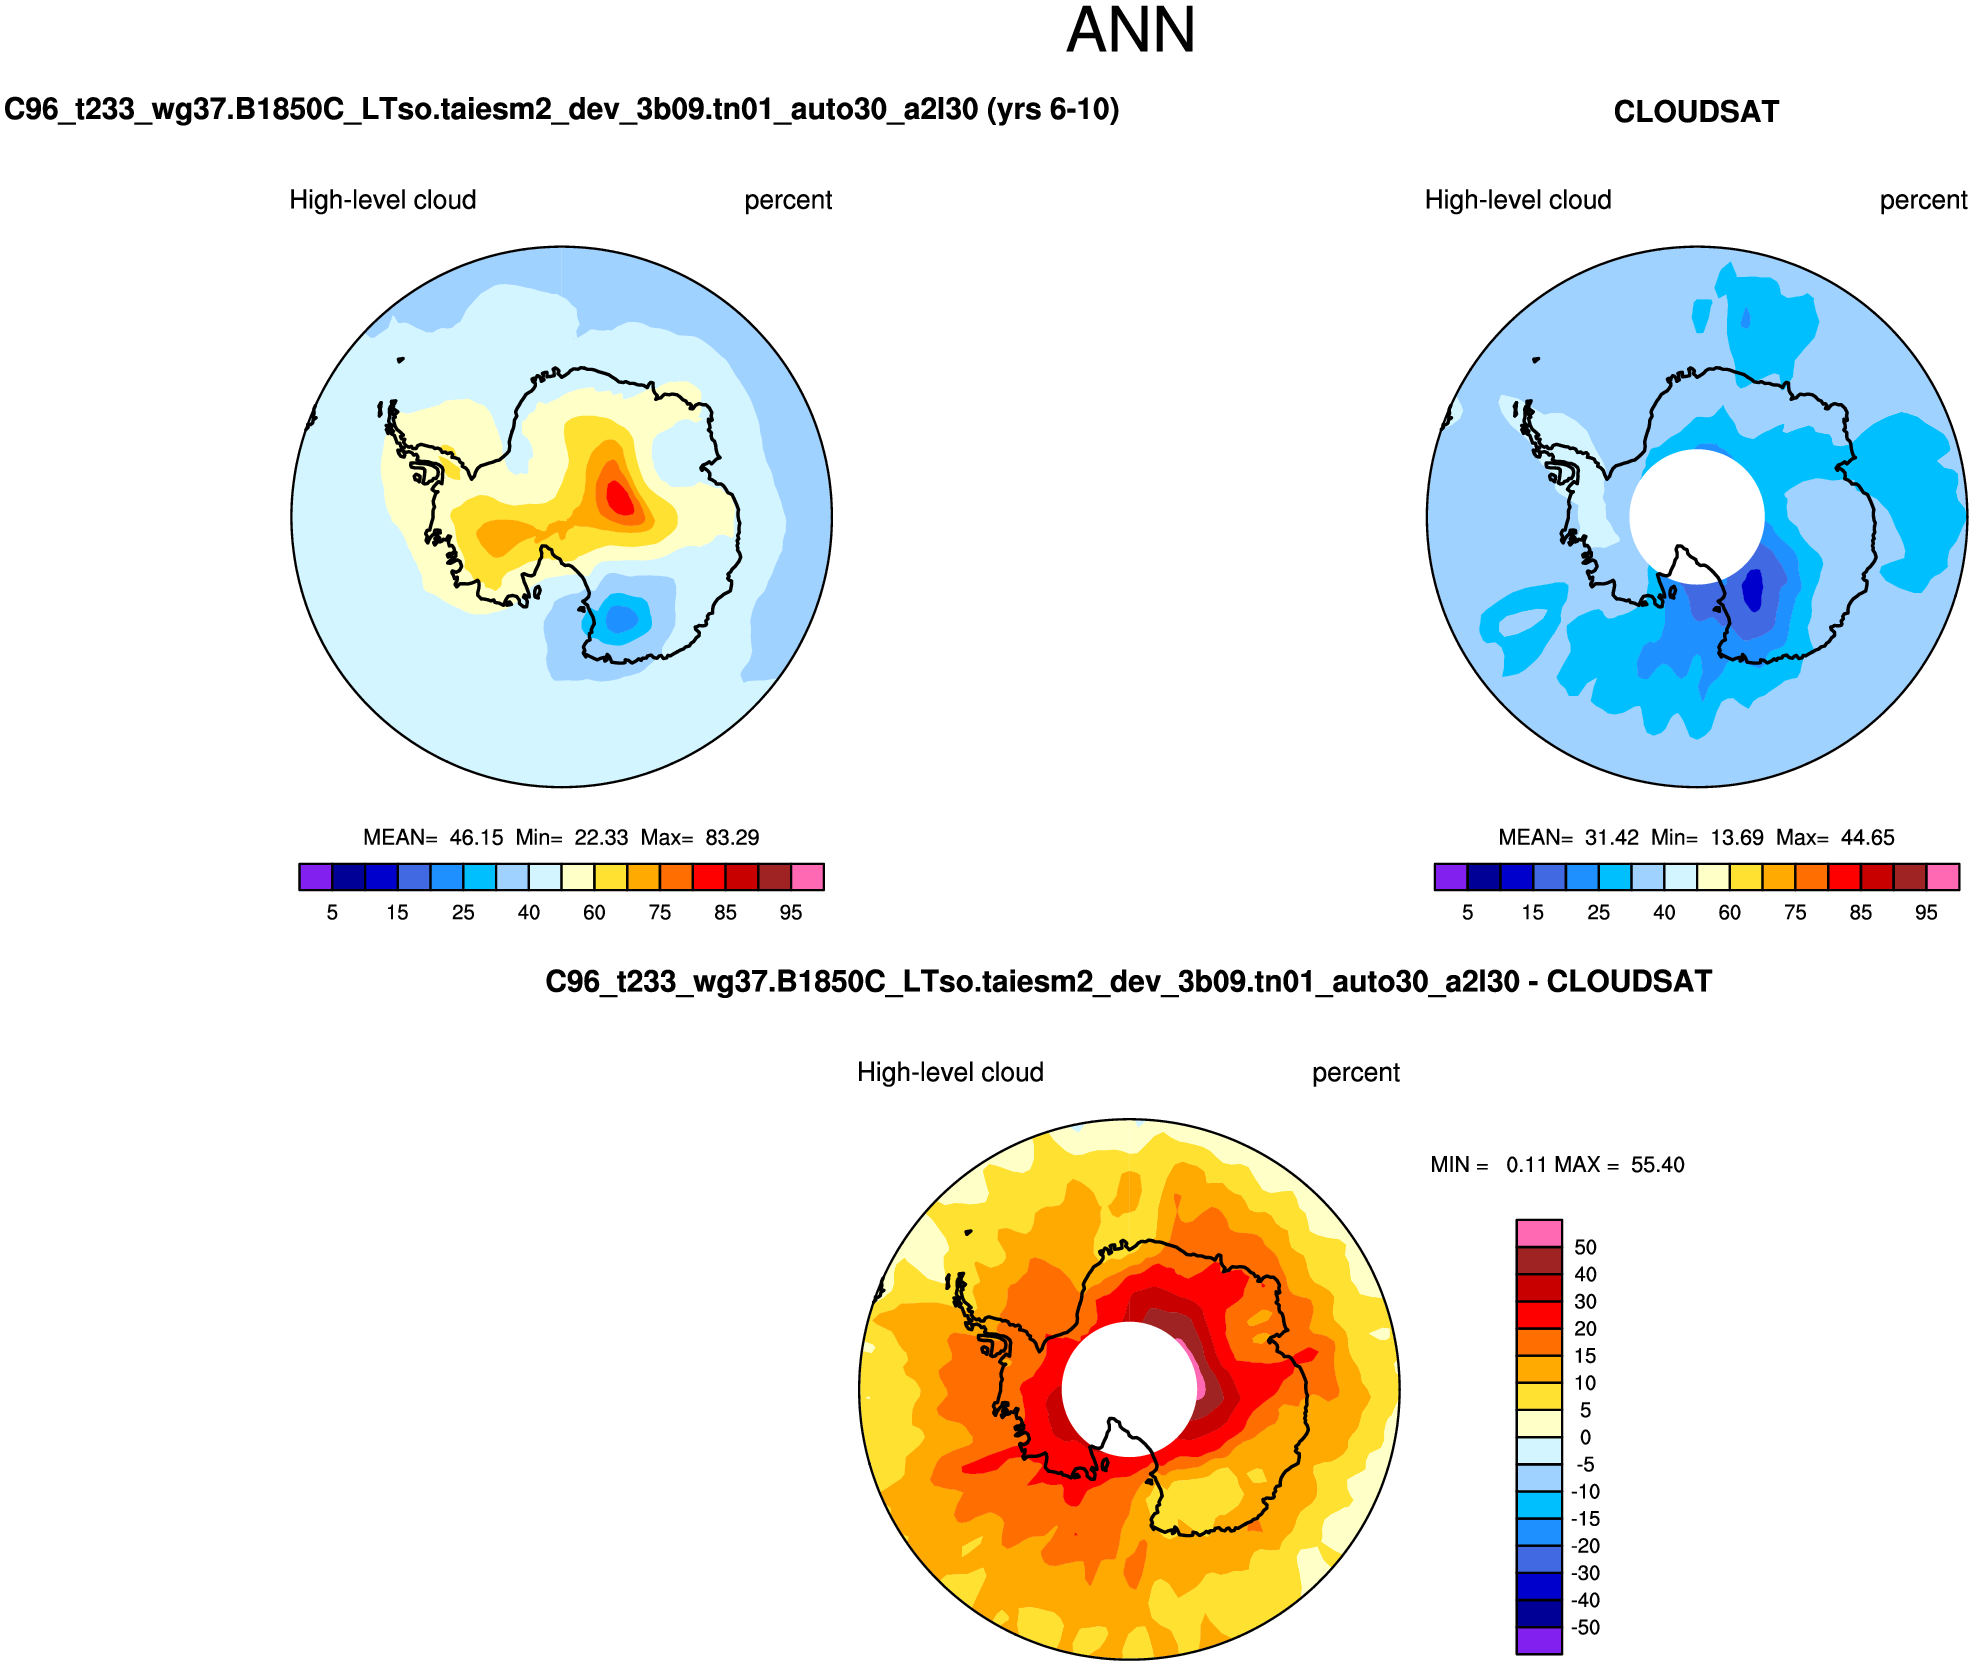 ANN
C96_t233_wg37.B1850C_LTso.taiesm2_dev_3b09.tn01_auto30_a2l30 (yrs 6-10)
CLOUDSAT
High-level cloud percent
High-level cloud percent
MEAN= 46.15 Min= 22.33 Max= 83.29
MEAN= 31.42 Min= 13.69 Max= 44.65
5 15 25 40 60 75 85 95
5 15 25 40 60 75 85 95
C96_t233_wg37.B1850C_LTso.taiesm2_dev_3b09.tn01_auto30_a2l30 - CLOUDSAT
High-level cloud percent
MIN = 0.11 MAX = 55.40
50
40
30
20
15
10
5
0
-5
-10
-15
-20
-30
-40
-50